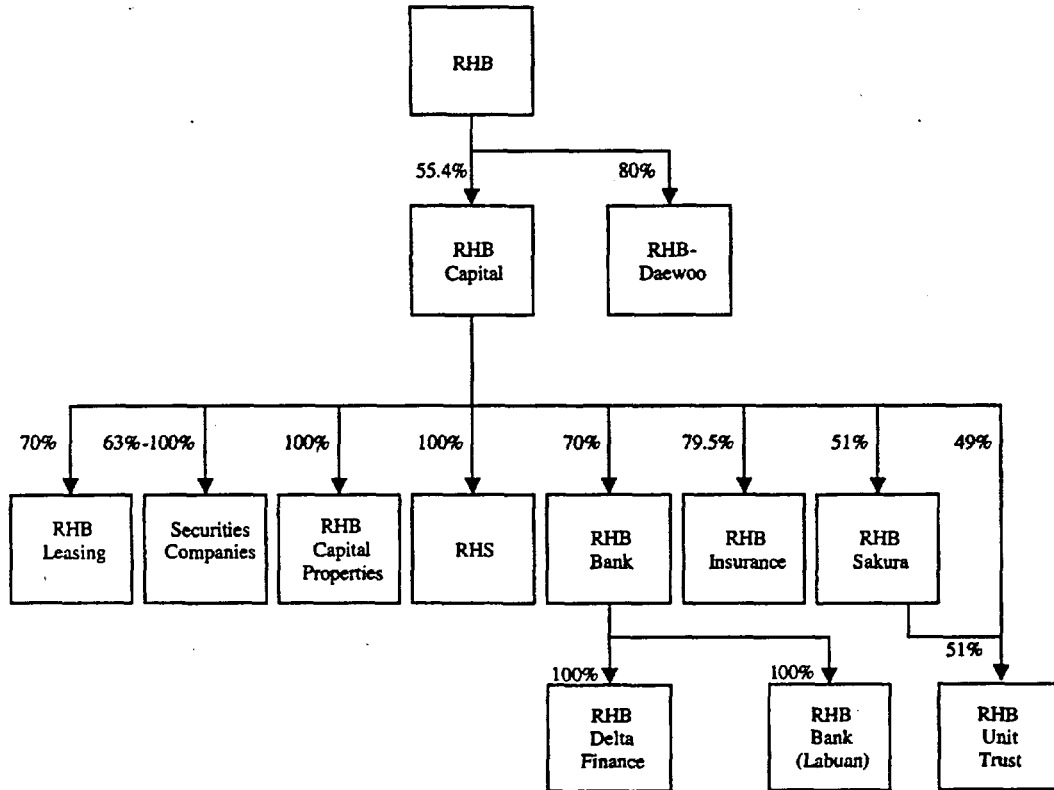 RHB
55.4%
80%
RHB
Capital
RHB-
Daewoo
70%
63%-100%
100%
100%
70%
79.5%
51%
49%
RHB
Leasing
Securities
Companies
RHB
Capital
Properties
RHS
RHB
Bank
RHB
Insurance
RHB
Sakura
100%
100%
51%
RHB
Delta
Finance
RHB
Bank
(Labuan)
RHB
Unit
Trust